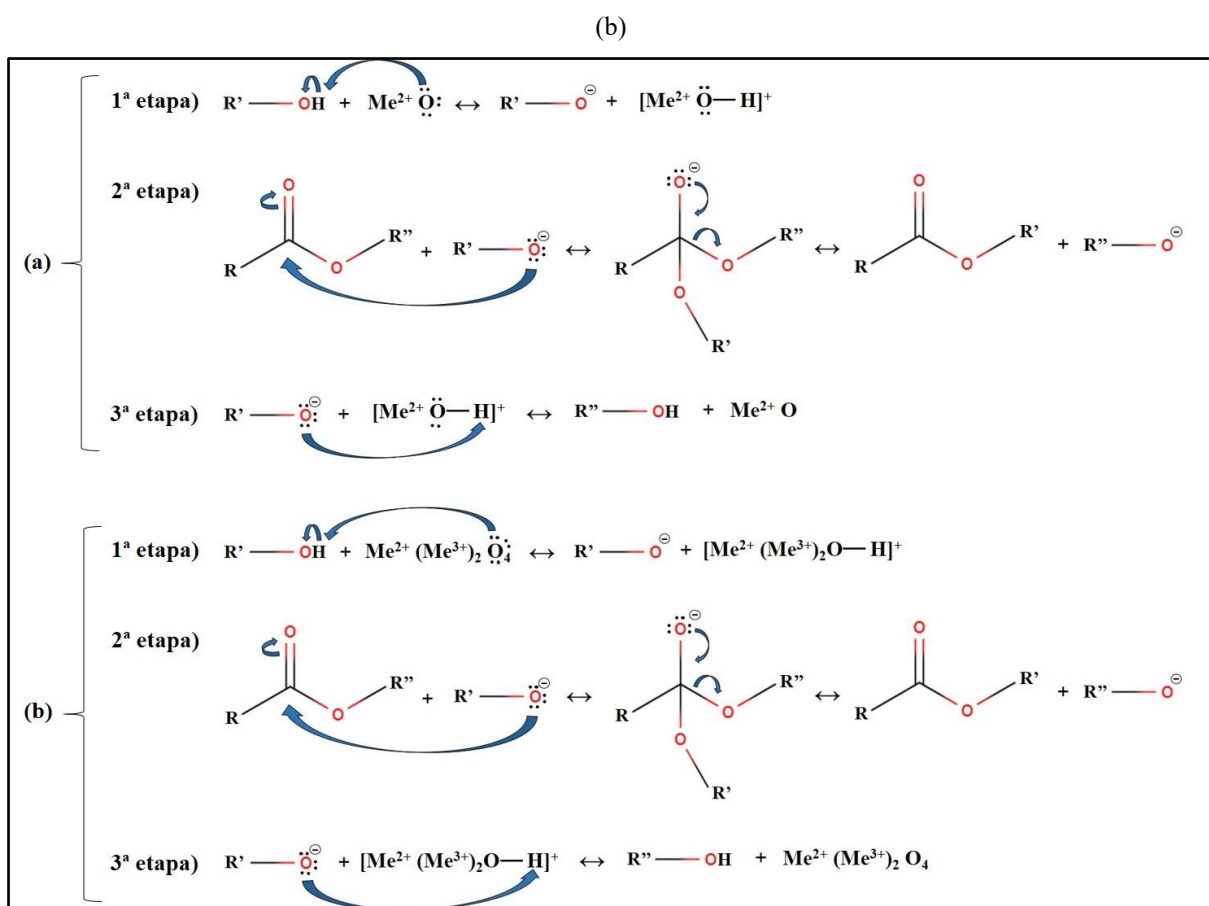 (b)
(a)
1ª etapa) R' OH + Me²⁺ O ↔ R' O⊖ + [Me²⁺ O—H]⁺
2ª etapa)
O O⊖ O
R O R'' + R' O⊖ ↔ R O R'' O R' ↔ R O R' + R'' O⊖
3ª etapa) R' O⊖ + [Me²⁺ O—H]⁺ ↔ R'' OH + Me²⁺ O
(b)
1ª etapa) R' OH + Me²⁺ (Me³⁺)₂ O₄ ↔ R' O⊖ + [Me²⁺ (Me³⁺)₂O—H]⁺
2ª etapa)
O O⊖ O
R O R'' + R' O⊖ ↔ R O R'' O R' ↔ R O R' + R'' O⊖
3ª etapa) R' O⊖ + [Me²⁺ (Me³⁺)₂O—H]⁺ ↔ R'' OH + Me²⁺ (Me³⁺)₂ O₄